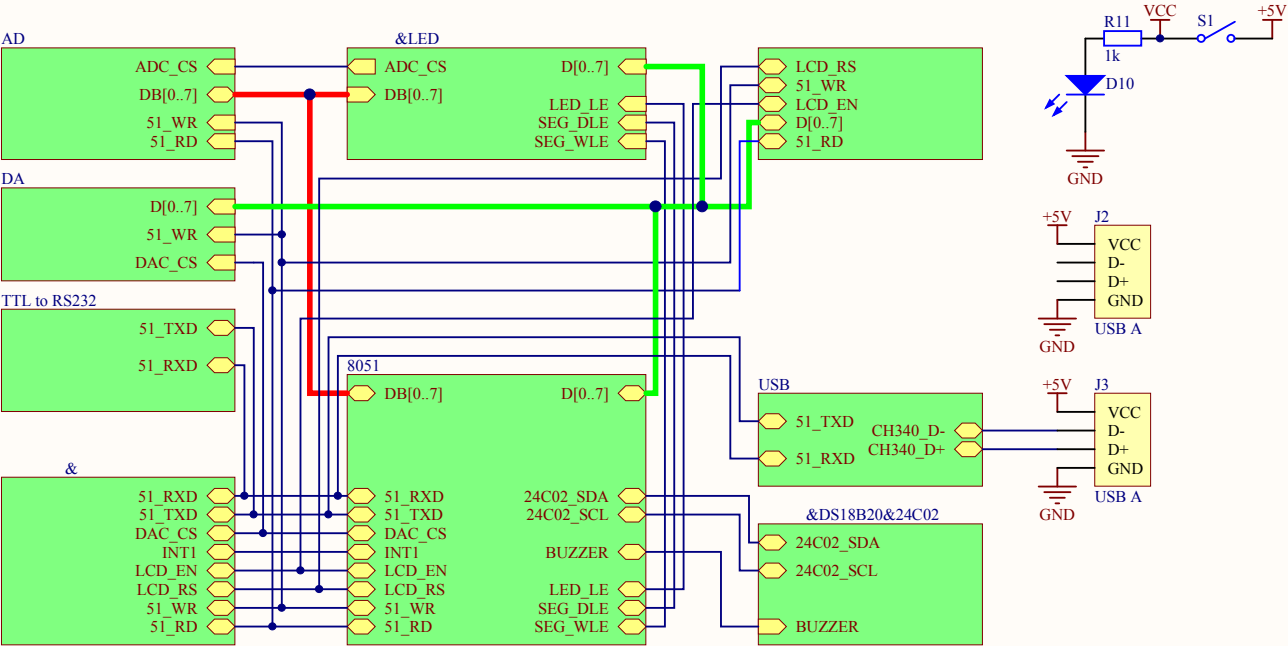 AD
ADC_CS
DB[0..7]
51_WR
51_RD
&LED
ADC_CS
DB[0..7]
D[0..7]
LED_LE
SEG_DLE
SEG_WLE
LCD_RS
51_WR
LCD_EN
D[0..7]
51_RD
R11
1k
VCC
S1
+5V
D10
GND
DA
D[0..7]
51_WR
DAC_CS
+5V
J2
VCC
D-
D+
GND
GND
USB A
TTL to RS232
51_TXD
51_RXD
8051
DB[0..7]
D[0..7]
51_RXD
51_TXD
DAC_CS
INT1
LCD_EN
LCD_RS
51_WR
51_RD
24C02_SDA
24C02_SCL
BUZZER
LED_LE
SEG_DLE
SEG_WLE
USB
51_TXD
51_RXD
CH340_D-
CH340_D+
+5V
J3
VCC
D-
D+
GND
GND
USB A
&
51_RXD
51_TXD
DAC_CS
INT1
LCD_EN
LCD_RS
51_WR
51_RD
&DS18B20&24C02
24C02_SDA
24C02_SCL
BUZZER